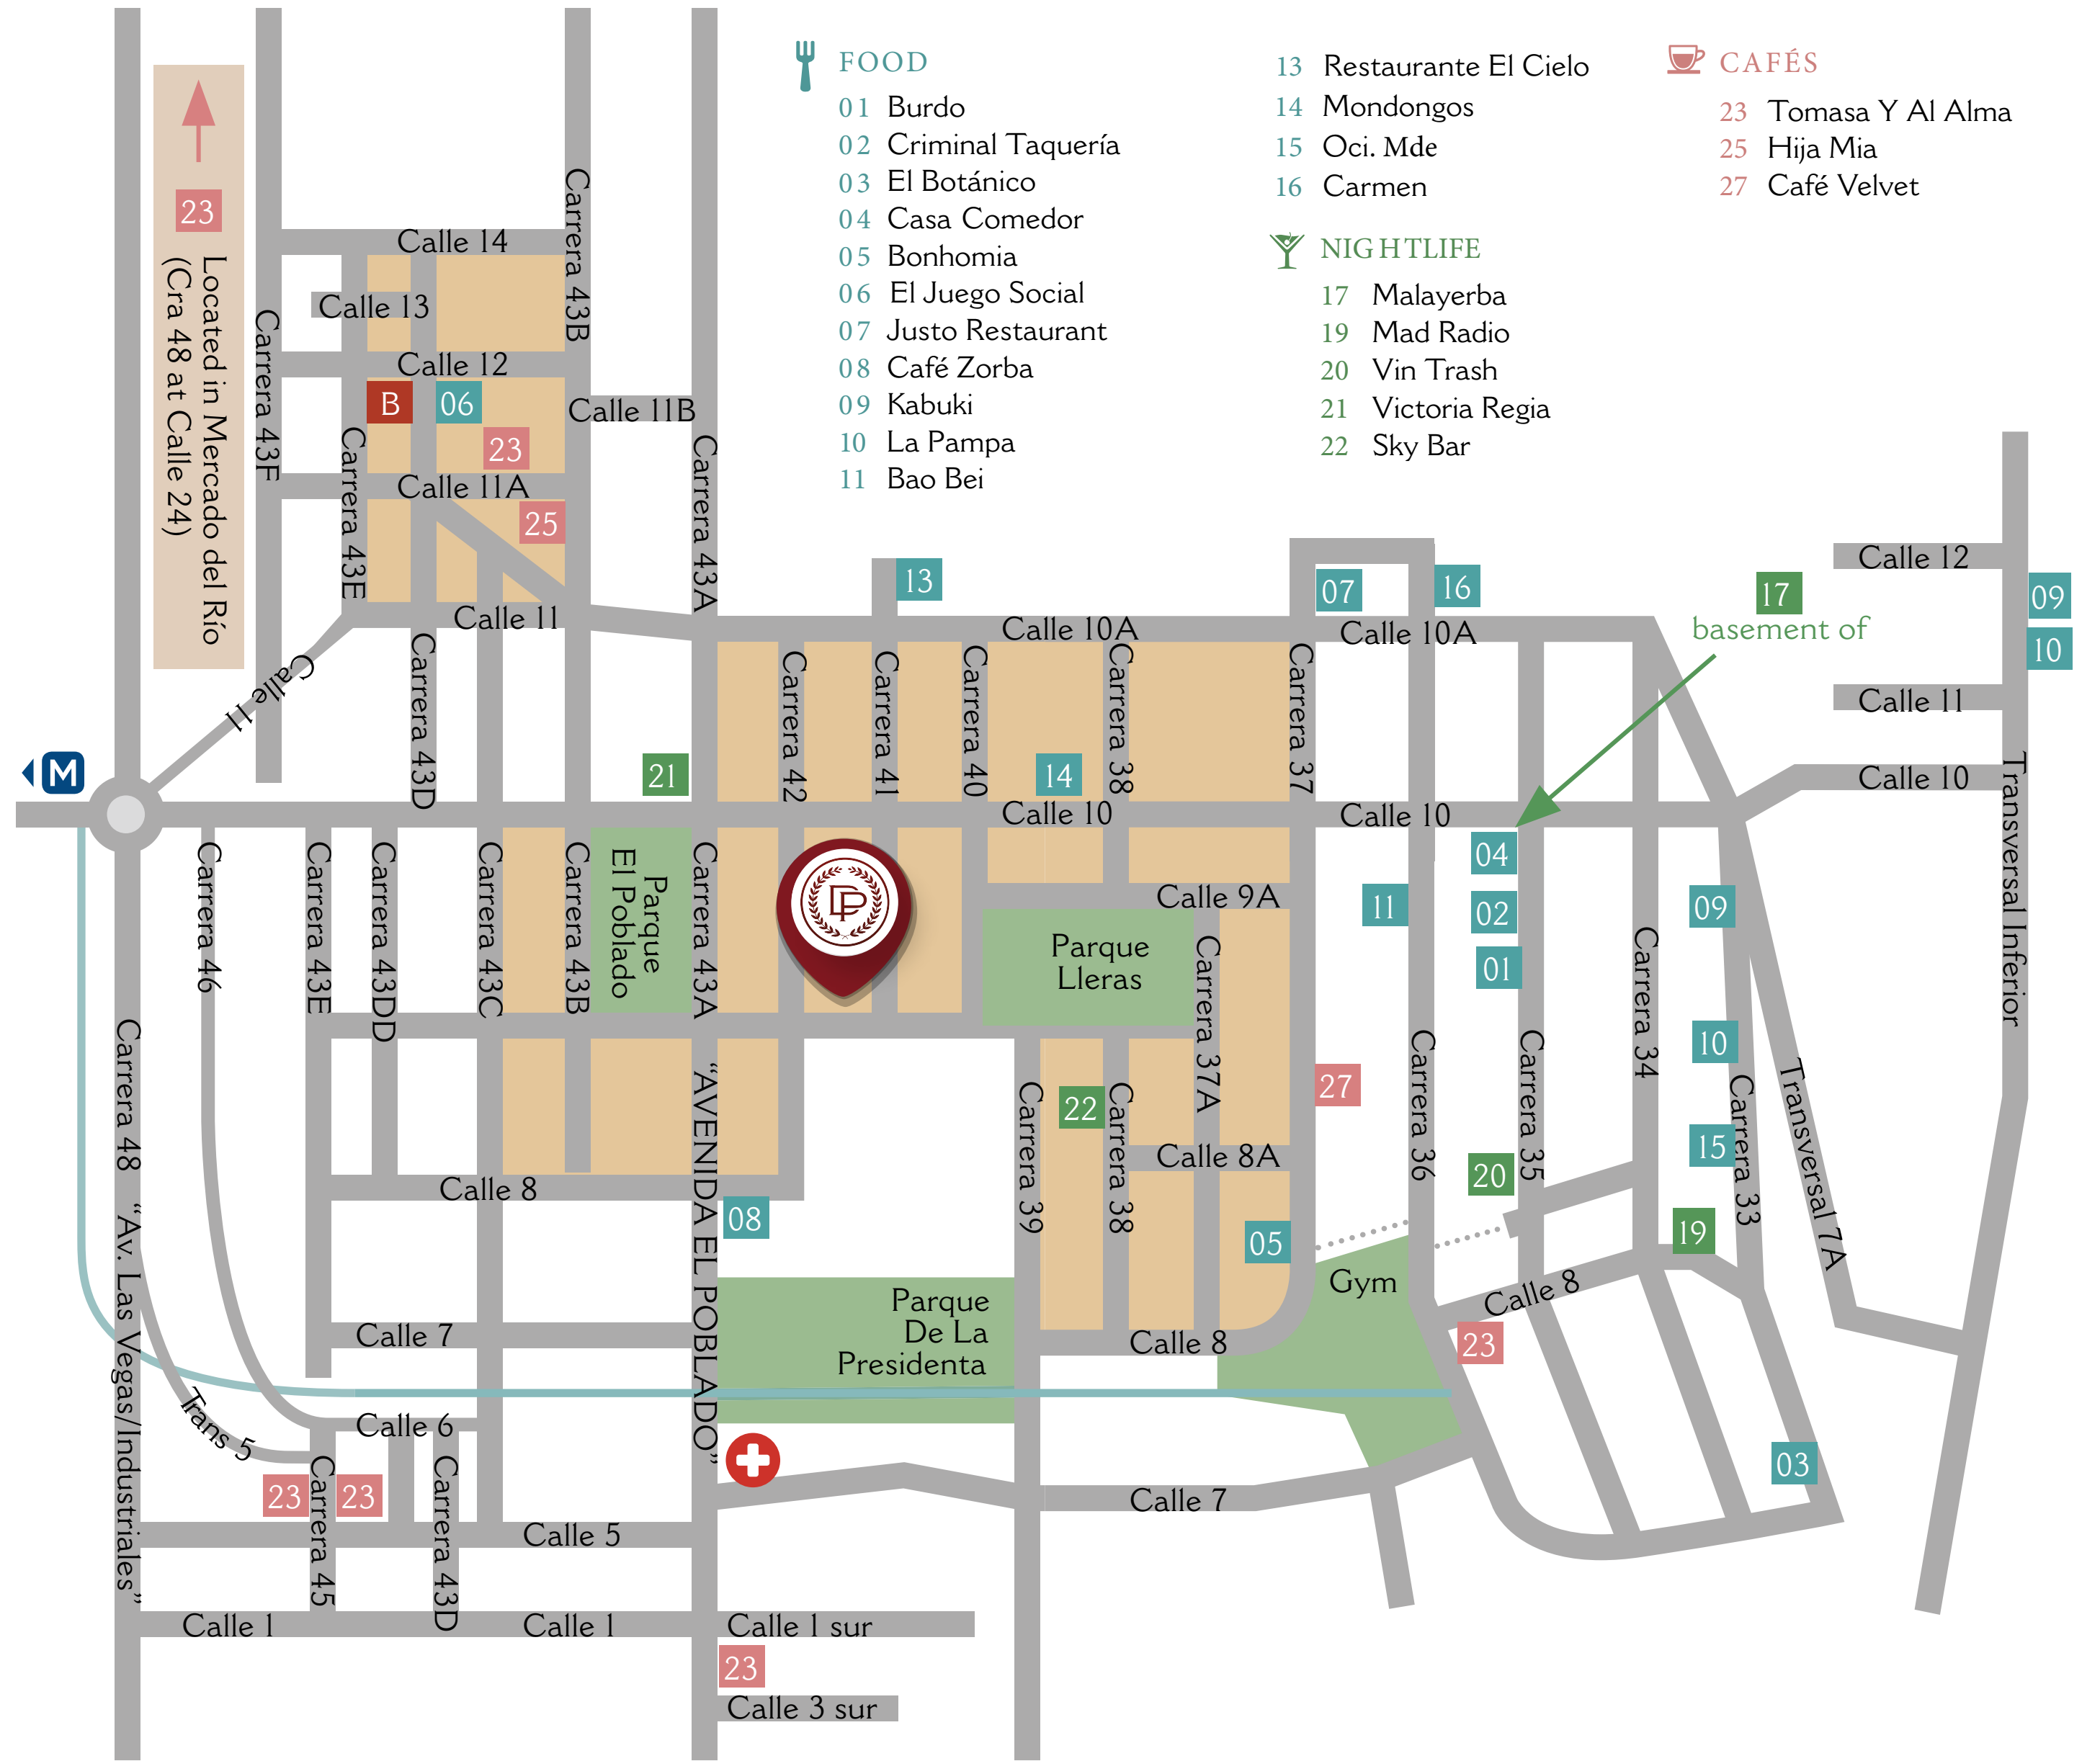 FOOD
01 Burdo
02 Criminal Taquería
03 El Botánico
04 Casa Comedor
05 Bonhomia
06 El Juego Social
07 Justo Restaurant
08 Café Zorba
09 Kabuki
10 La Pampa
11 Bao Bei
13 Restaurante El Cielo
14 Mondongos
15 Oci. Mde
16 Carmen
NIGHTLIFE
17 Malayerba
19 Mad Radio
20 Vin Trash
21 Victoria Regia
22 Sky Bar
CAFÉS
23 Tomasa Y Al Alma
25 Hija Mia
27 Café Velvet
23
Located in Mercado del Río
(Cra 48 at Calle 24)
Carrera 43F
Carrera 43B
Calle 14
Calle 13
Calle 12
B
06
23
Calle 11B
Carrera 43E
Calle 11A
25
Carrera 43A
Calle 11
Calle 11
Carrera 43D
13
07
16
17
basement of
Calle 12
09
10
Calle 11
Calle 10A
Calle 10A
Carrera 42
Carrera 41
Carrera 40
Carrera 38
Carrera 37
M
21
14
Calle 10
Calle 10
Calle 10
Transversal Inferior
Carrera 46
Carrera 43E
Carrera 43DD
Carrera 43C
Carrera 43B
Parque
El Poblado
Carrera 43A
DP
Calle 9A
Parque
Lleras
Carrera 37A
11
04
02
01
09
Carrera 34
10
15
Carrera 33
Transversal 7A
Carrera 48 “Av. Las Vegas/Industriales”
“AVENIDA EL POBLADO”
Carrera 39
22
Carrera 38
27
Carrera 36
Carrera 35
Calle 8A
20
19
Calle 8
08
05
Gym
Calle 8
Parque
De La
Presidenta
Calle 7
Calle 8
23
Trans 5
Calle 6
23
23
Carrera 45
Carrera 43D
03
Calle 7
Calle 5
Calle 1
Calle 1
Calle 1 sur
23
Calle 3 sur